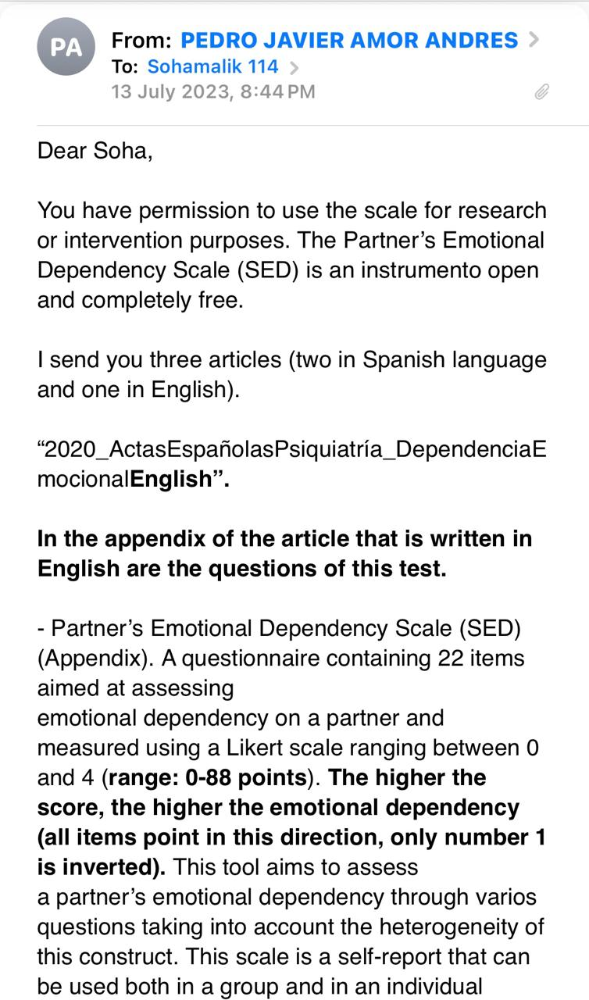 PA
From: PEDRO JAVIER AMOR ANDRES
To: Sohamalik 114
13 July 2023, 8:44 PM
Dear Soha,
You have permission to use the scale for research
or intervention purposes. The Partner’s Emotional
Dependency Scale (SED) is an instrumento open
and completely free.
I send you three articles (two in Spanish language
and one in English).
“2020_ActasEspañolasPsiquiatría_DependenciaE
mocionalEnglish”.
In the appendix of the article that is written in
English are the questions of this test.
- Partner’s Emotional Dependency Scale (SED)
(Appendix). A questionnaire containing 22 items
aimed at assessing
emotional dependency on a partner and
measured using a Likert scale ranging between 0
and 4 (range: 0-88 points). The higher the
score, the higher the emotional dependency
(all items point in this direction, only number 1
is inverted). This tool aims to assess
a partner’s emotional dependency through varios
questions taking into account the heterogeneity of
this construct. This scale is a self-report that can
be used both in a group and in an individual